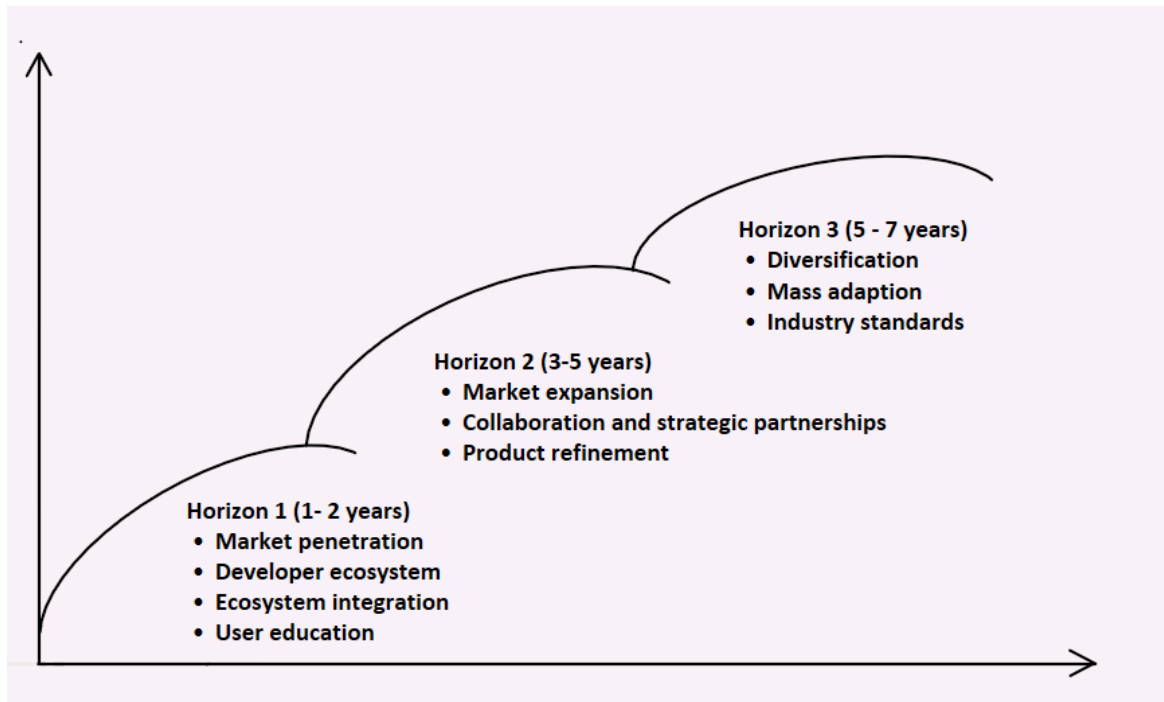 Horizon 3 (5 - 7 years)
• Diversification
• Mass adaption
• Industry standards
Horizon 2 (3-5 years)
• Market expansion
• Collaboration and strategic partnerships
• Product refinement
Horizon 1 (1- 2 years)
• Market penetration
• Developer ecosystem
• Ecosystem integration
• User education